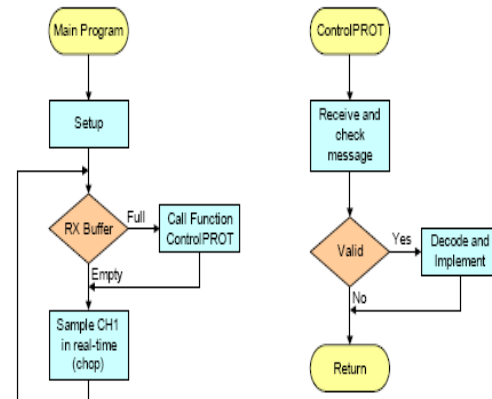 Main Program
Setup
RX Buffer
Full
Call Function
ControlPROT
Empty
Sample CH1
in real-time
(chop)
ControlPROT
Receive and
check
message
Valid
Yes
Decode and
Implement
No
Return